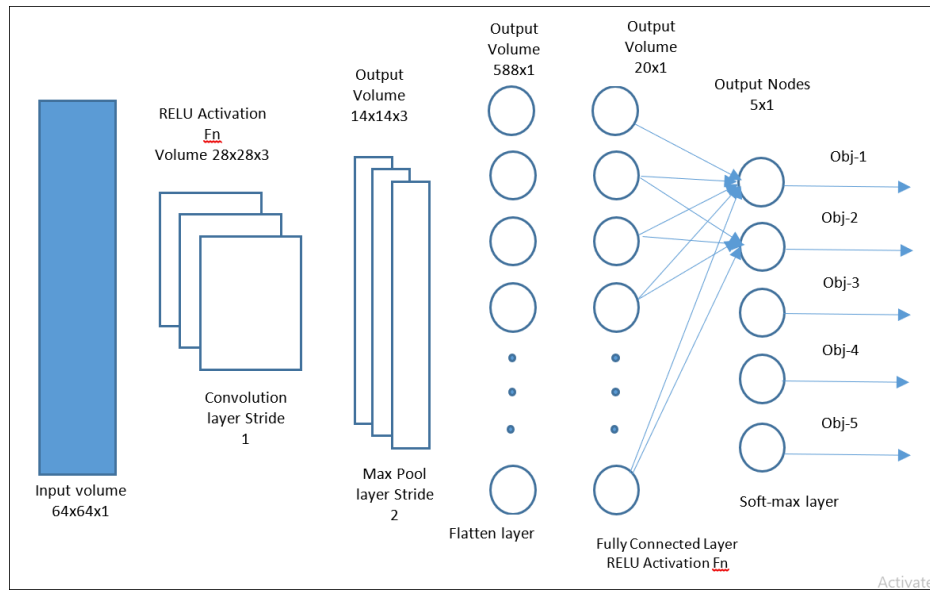 Input volume
64x64x1
RELU Activation
Fn
Volume 28x28x3
Convolution
layer Stride
1
Output
Volume
14x14x3
Max Pool
layer Stride
2
Output
Volume
588x1
Flatten layer
Output
Volume
20x1
Fully Connected Layer
RELU Activation Fn
Output Nodes
5x1
Obj-1
Obj-2
Obj-3
Obj-4
Obj-5
Soft-max layer
Activate